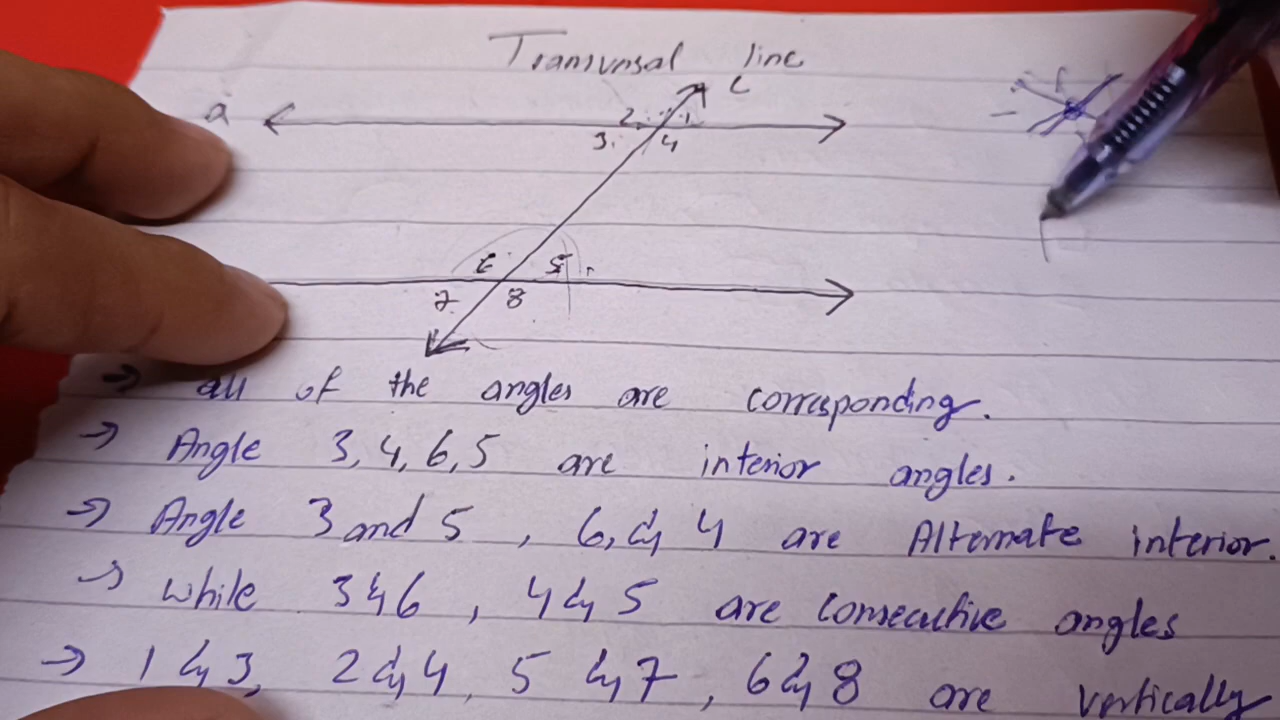 Transversal line
a
c
2 1
3 4
6 5
7 8
→ all of the angles are corresponding.
→ Angle 3, 4, 6, 5 are interior angles.
→ Angle 3 and 5 , 6, & 4 are Alternate interior.
→ while 3 & 6 , 4 & 5 are consecutive angles
→ 1 & 3, 2 & 4, 5 & 7, 6 & 8 are vertically